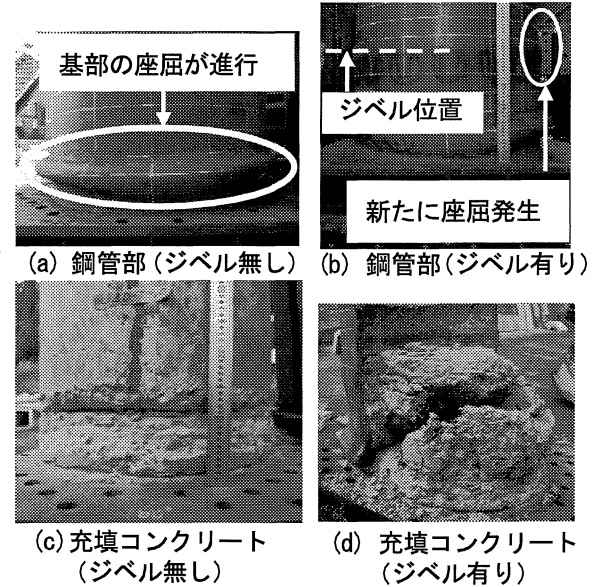 基部の座屈が進行
ジベル位置
新たに座屈発生
(a) 鋼管部(ジベル無し)
(b) 鋼管部(ジベル有り)
(c)充填コンクリート
(ジベル無し)
(d) 充填コンクリート
(ジベル有り)